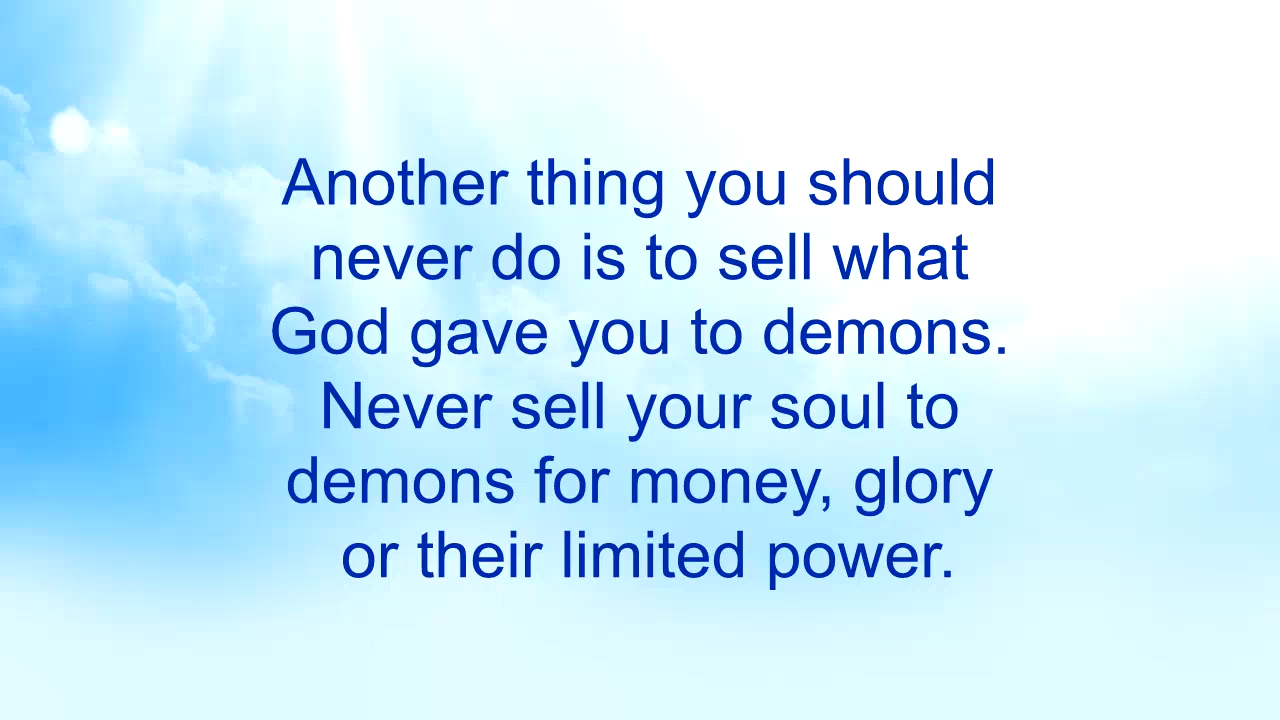 Another thing you should
never do is to sell what
God gave you to demons.
Never sell your soul to
demons for money, glory
or their limited power.